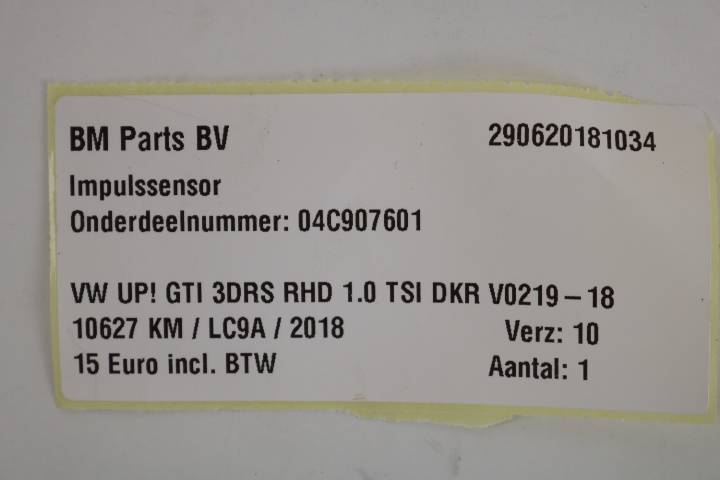 BM Parts BV 290620181034
Impulssensor
Onderdeelnummer: 04C907601
VW UP! GTI 3DRS RHD 1.0 TSI DKR V0219-18
10627 KM / LC9A / 2018 Verz: 10
15 Euro incl. BTW Aantal: 1